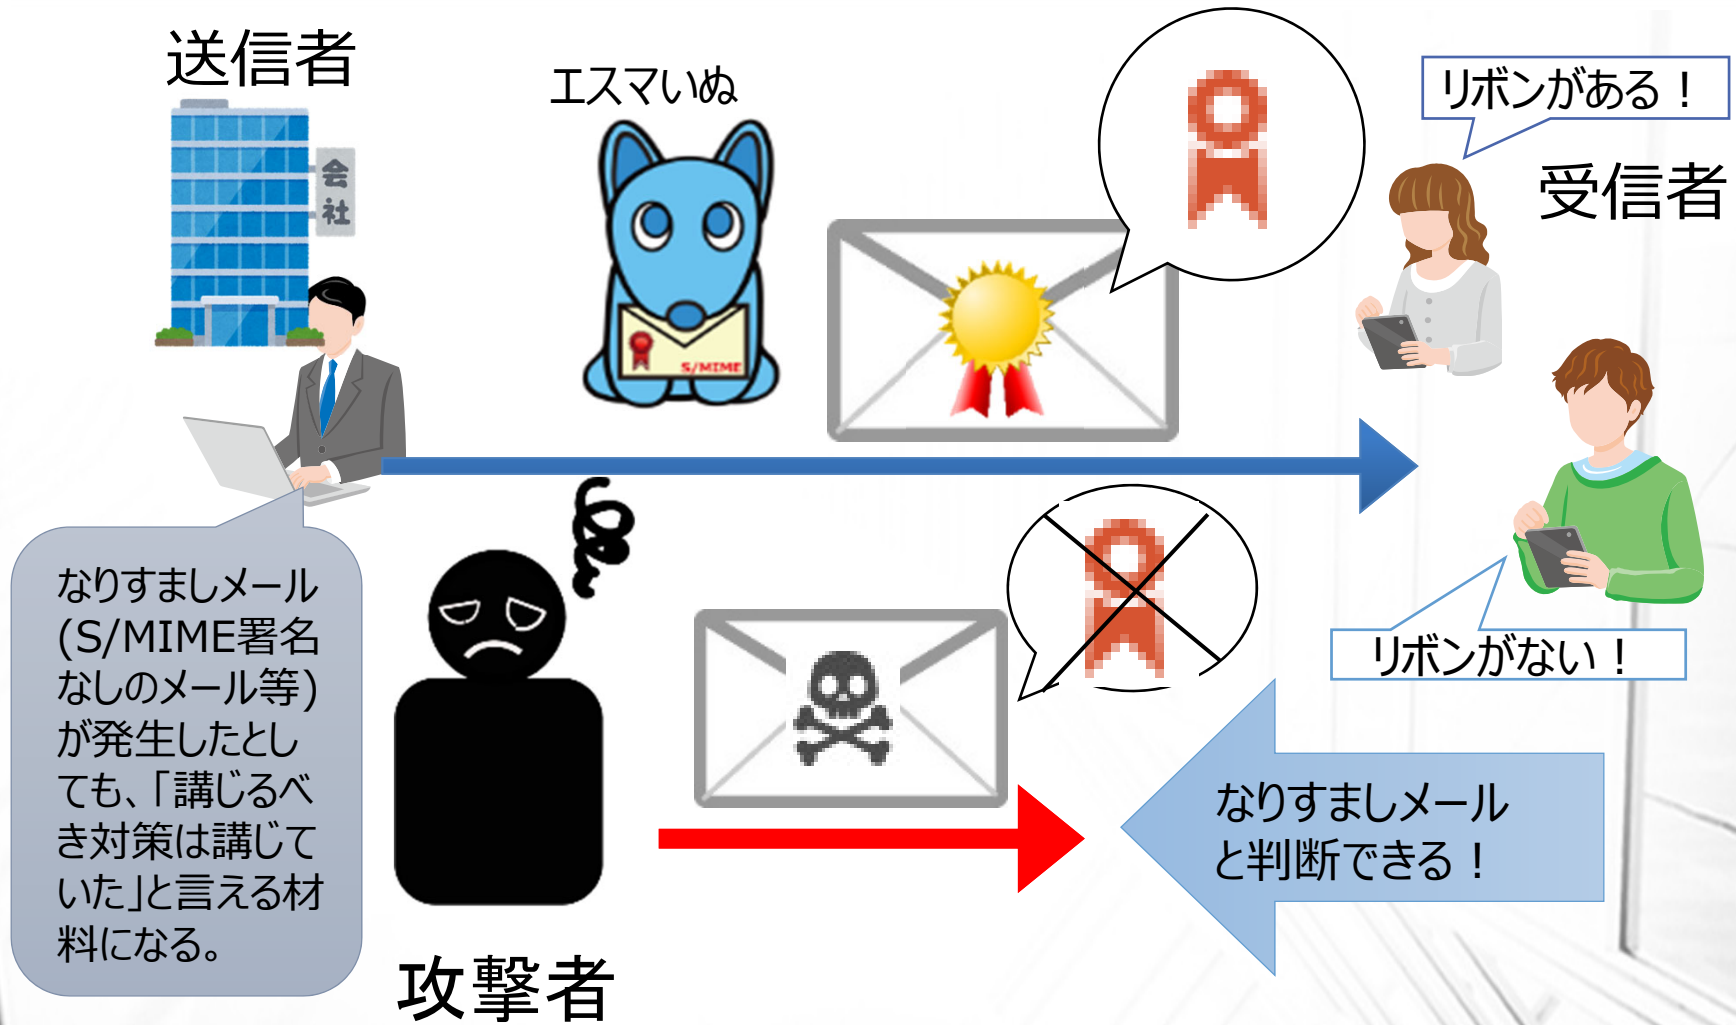 送信者
エスマいぬ
リボンがある！
会社
受信者
S/MIME
なりすましメール
(S/MIME署名
なしのメール等)
が発生したとし
ても、「講じるべ
き対策は講じて
いた」と言える材
料になる。
リボンがない！
なりすましメール
と判断できる！
攻撃者